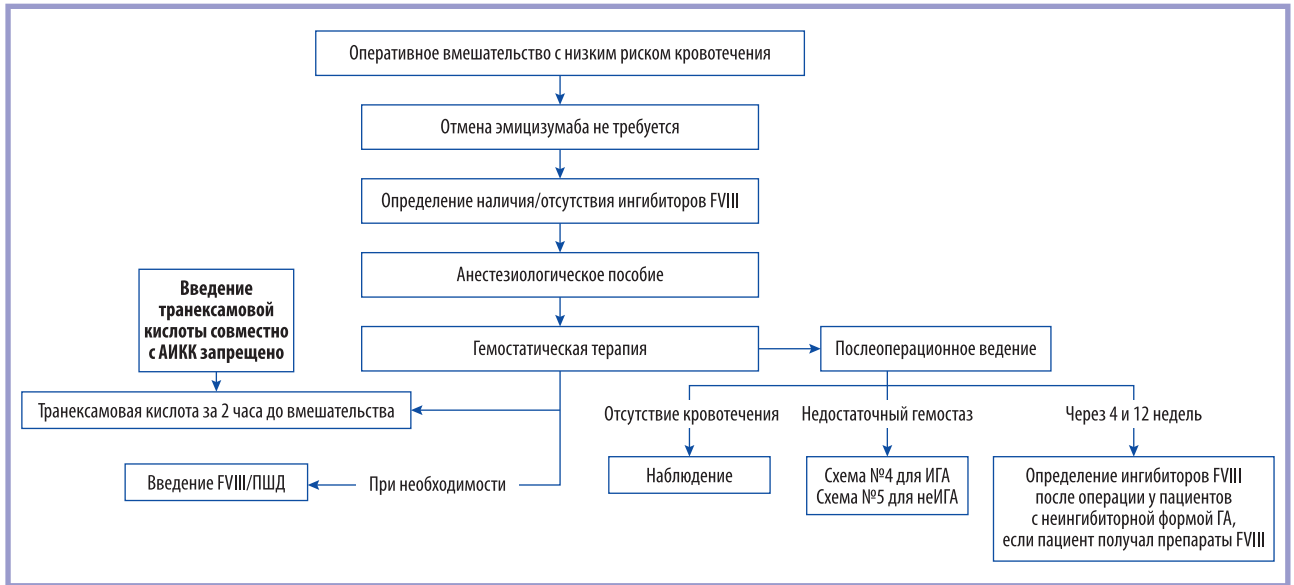 Оперативное вмешательство с низким риском кровотечения
Отмена эмицизумаба не требуется
Определение наличия/отсутствия ингибиторов FVIII
Анестезиологическое пособие
Введение
транексамовой
кислоты совместно
с АИКК запрещено
Гемостатическая терапия
Послеоперационное ведение
Транексамовая кислота за 2 часа до вмешательства
Отсутствие кровотечения
Недостаточный гемостаз
Через 4 и 12 недель
Введение FVIII/ПШД
При необходимости
Наблюдение
Схема №4 для ИГА
Схема №5 для неИГА
Определение ингибиторов FVIII
после операции у пациентов
с неингибиторной формой ГА,
если пациент получал препараты FVIII